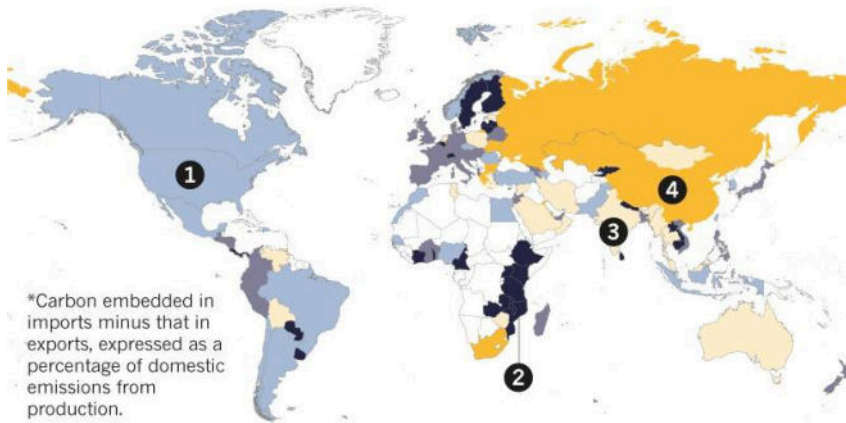 1
4
3
*Carbon embedded in
imports minus that in
exports, expressed as a
percentage of domestic
emissions from
production.
2